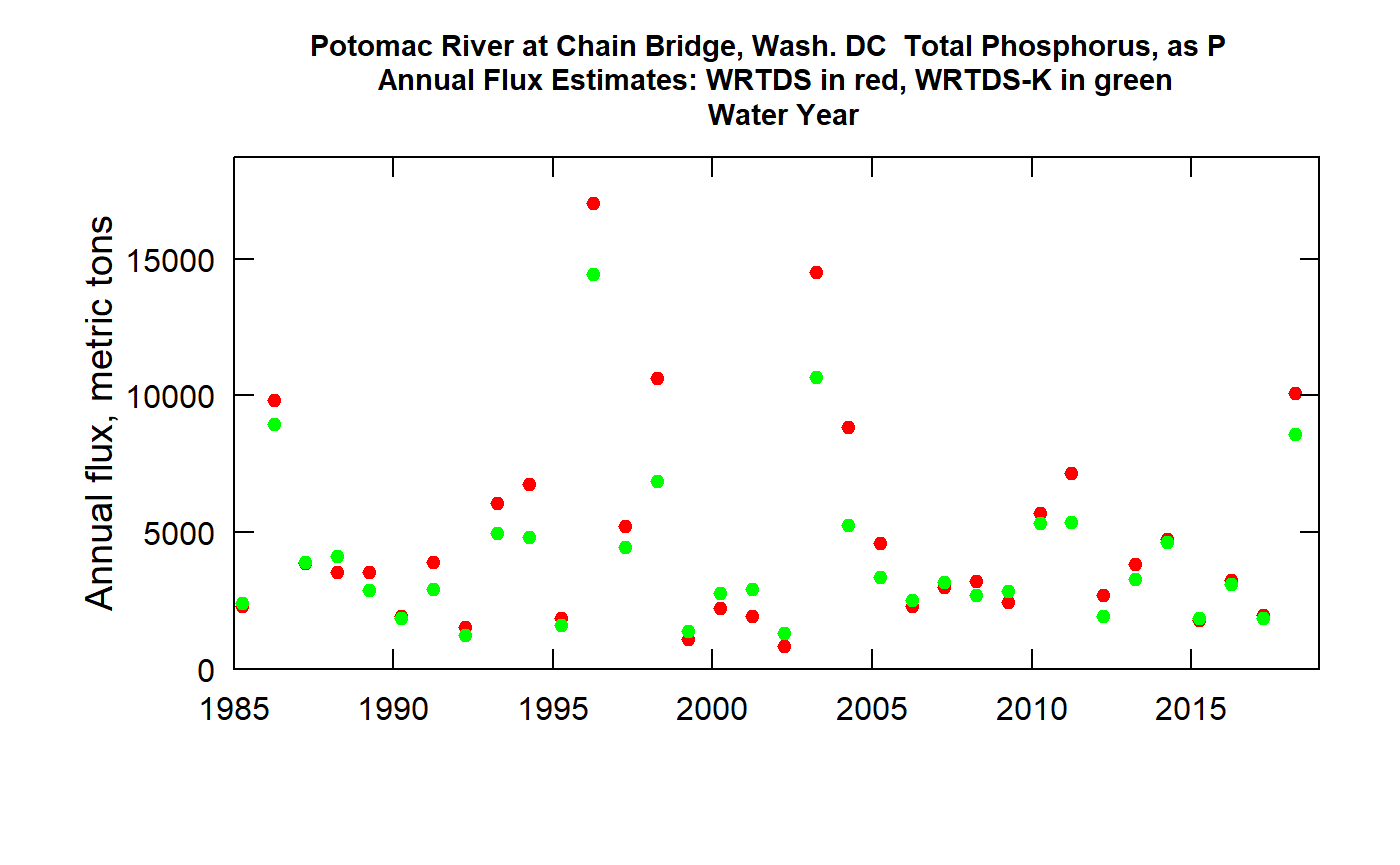 Potomac River at Chain Bridge, Wash. DC  Total Phosphorus, as P
Annual Flux Estimates: WRTDS in red, WRTDS-K in green
Water Year
Annual flux, metric tons
15000
10000
5000
0
1985 1990 1995 2000 2005 2010 2015